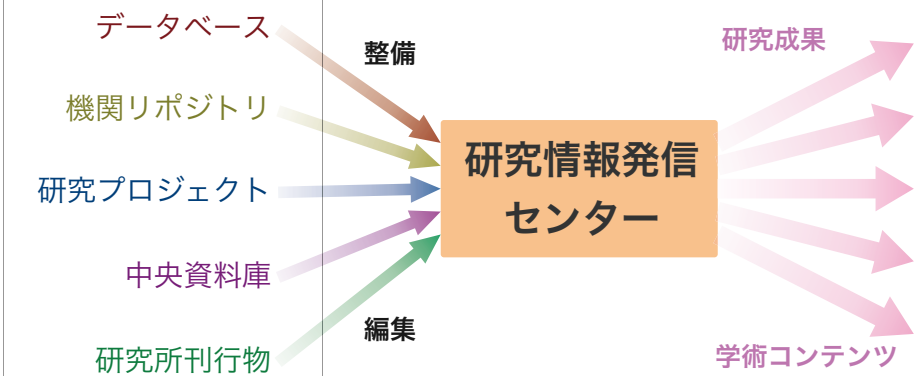 データベース
機関リポジトリ
研究プロジェクト
中央資料庫
研究所刊行物
整備
編集
研究情報発信
センター
研究成果
学術コンテンツ